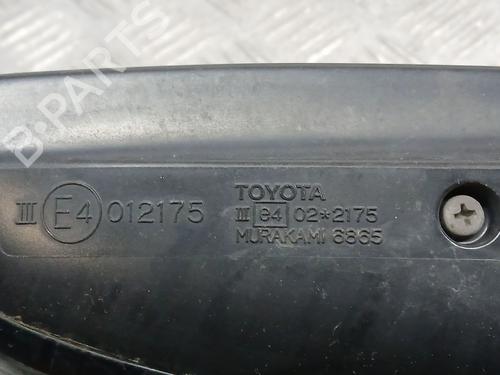 B-PARTS
III E4 012175
TOYOTA
III e4 02*2175
MURAKAMI 6865